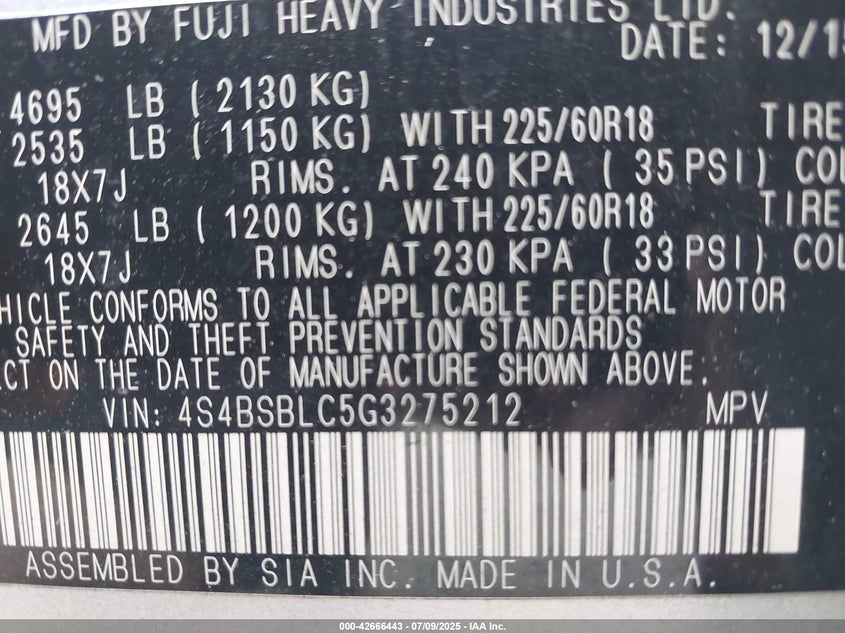 MFD BY FUJI HEAVY INDUSTRIES LTD.
DATE: 12/15
4695 LB ( 2130 KG)
2535 LB ( 1150 KG) WITH 225/60R18 TIRE
18X7J RIMS. AT 240 KPA ( 35 PSI) COL
2645 LB ( 1200 KG) WITH 225/60R18 TIRE
18X7J RIMS. AT 230 KPA ( 33 PSI) COL
HICLE CONFORMS TO ALL APPLICABLE FEDERAL MOTOR
SAFETY AND THEFT PREVENTION STANDARDS
CT ON THE DATE OF MANUFACTURE SHOWN ABOVE.
VIN: 4S4BSBLC5G3275212 MPV
ASSEMBLED BY SIA INC. MADE IN U.S.A.
000-42666443 - 07/09/2025 - IAA Inc.